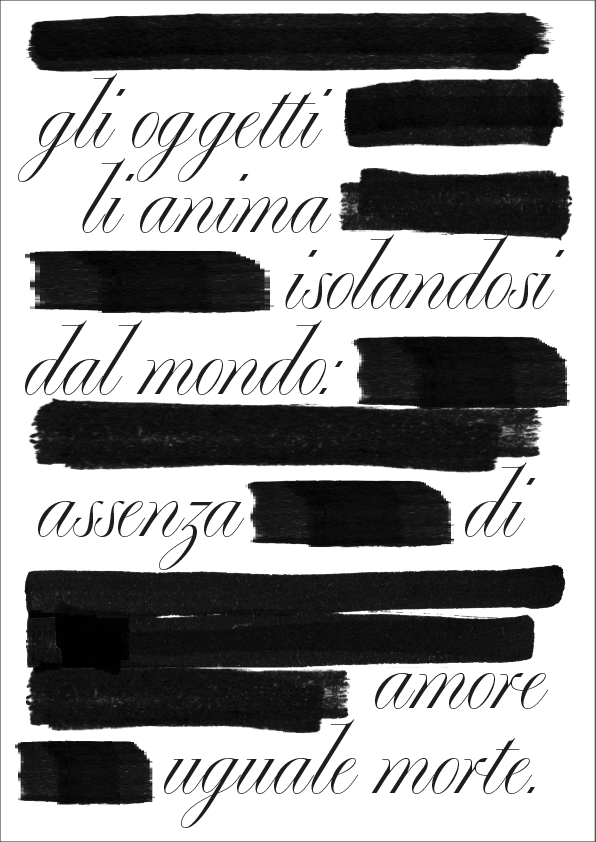 gli oggetti
li anima
isolandosi
dal mondo:
assenza di
amore
uguale morte.